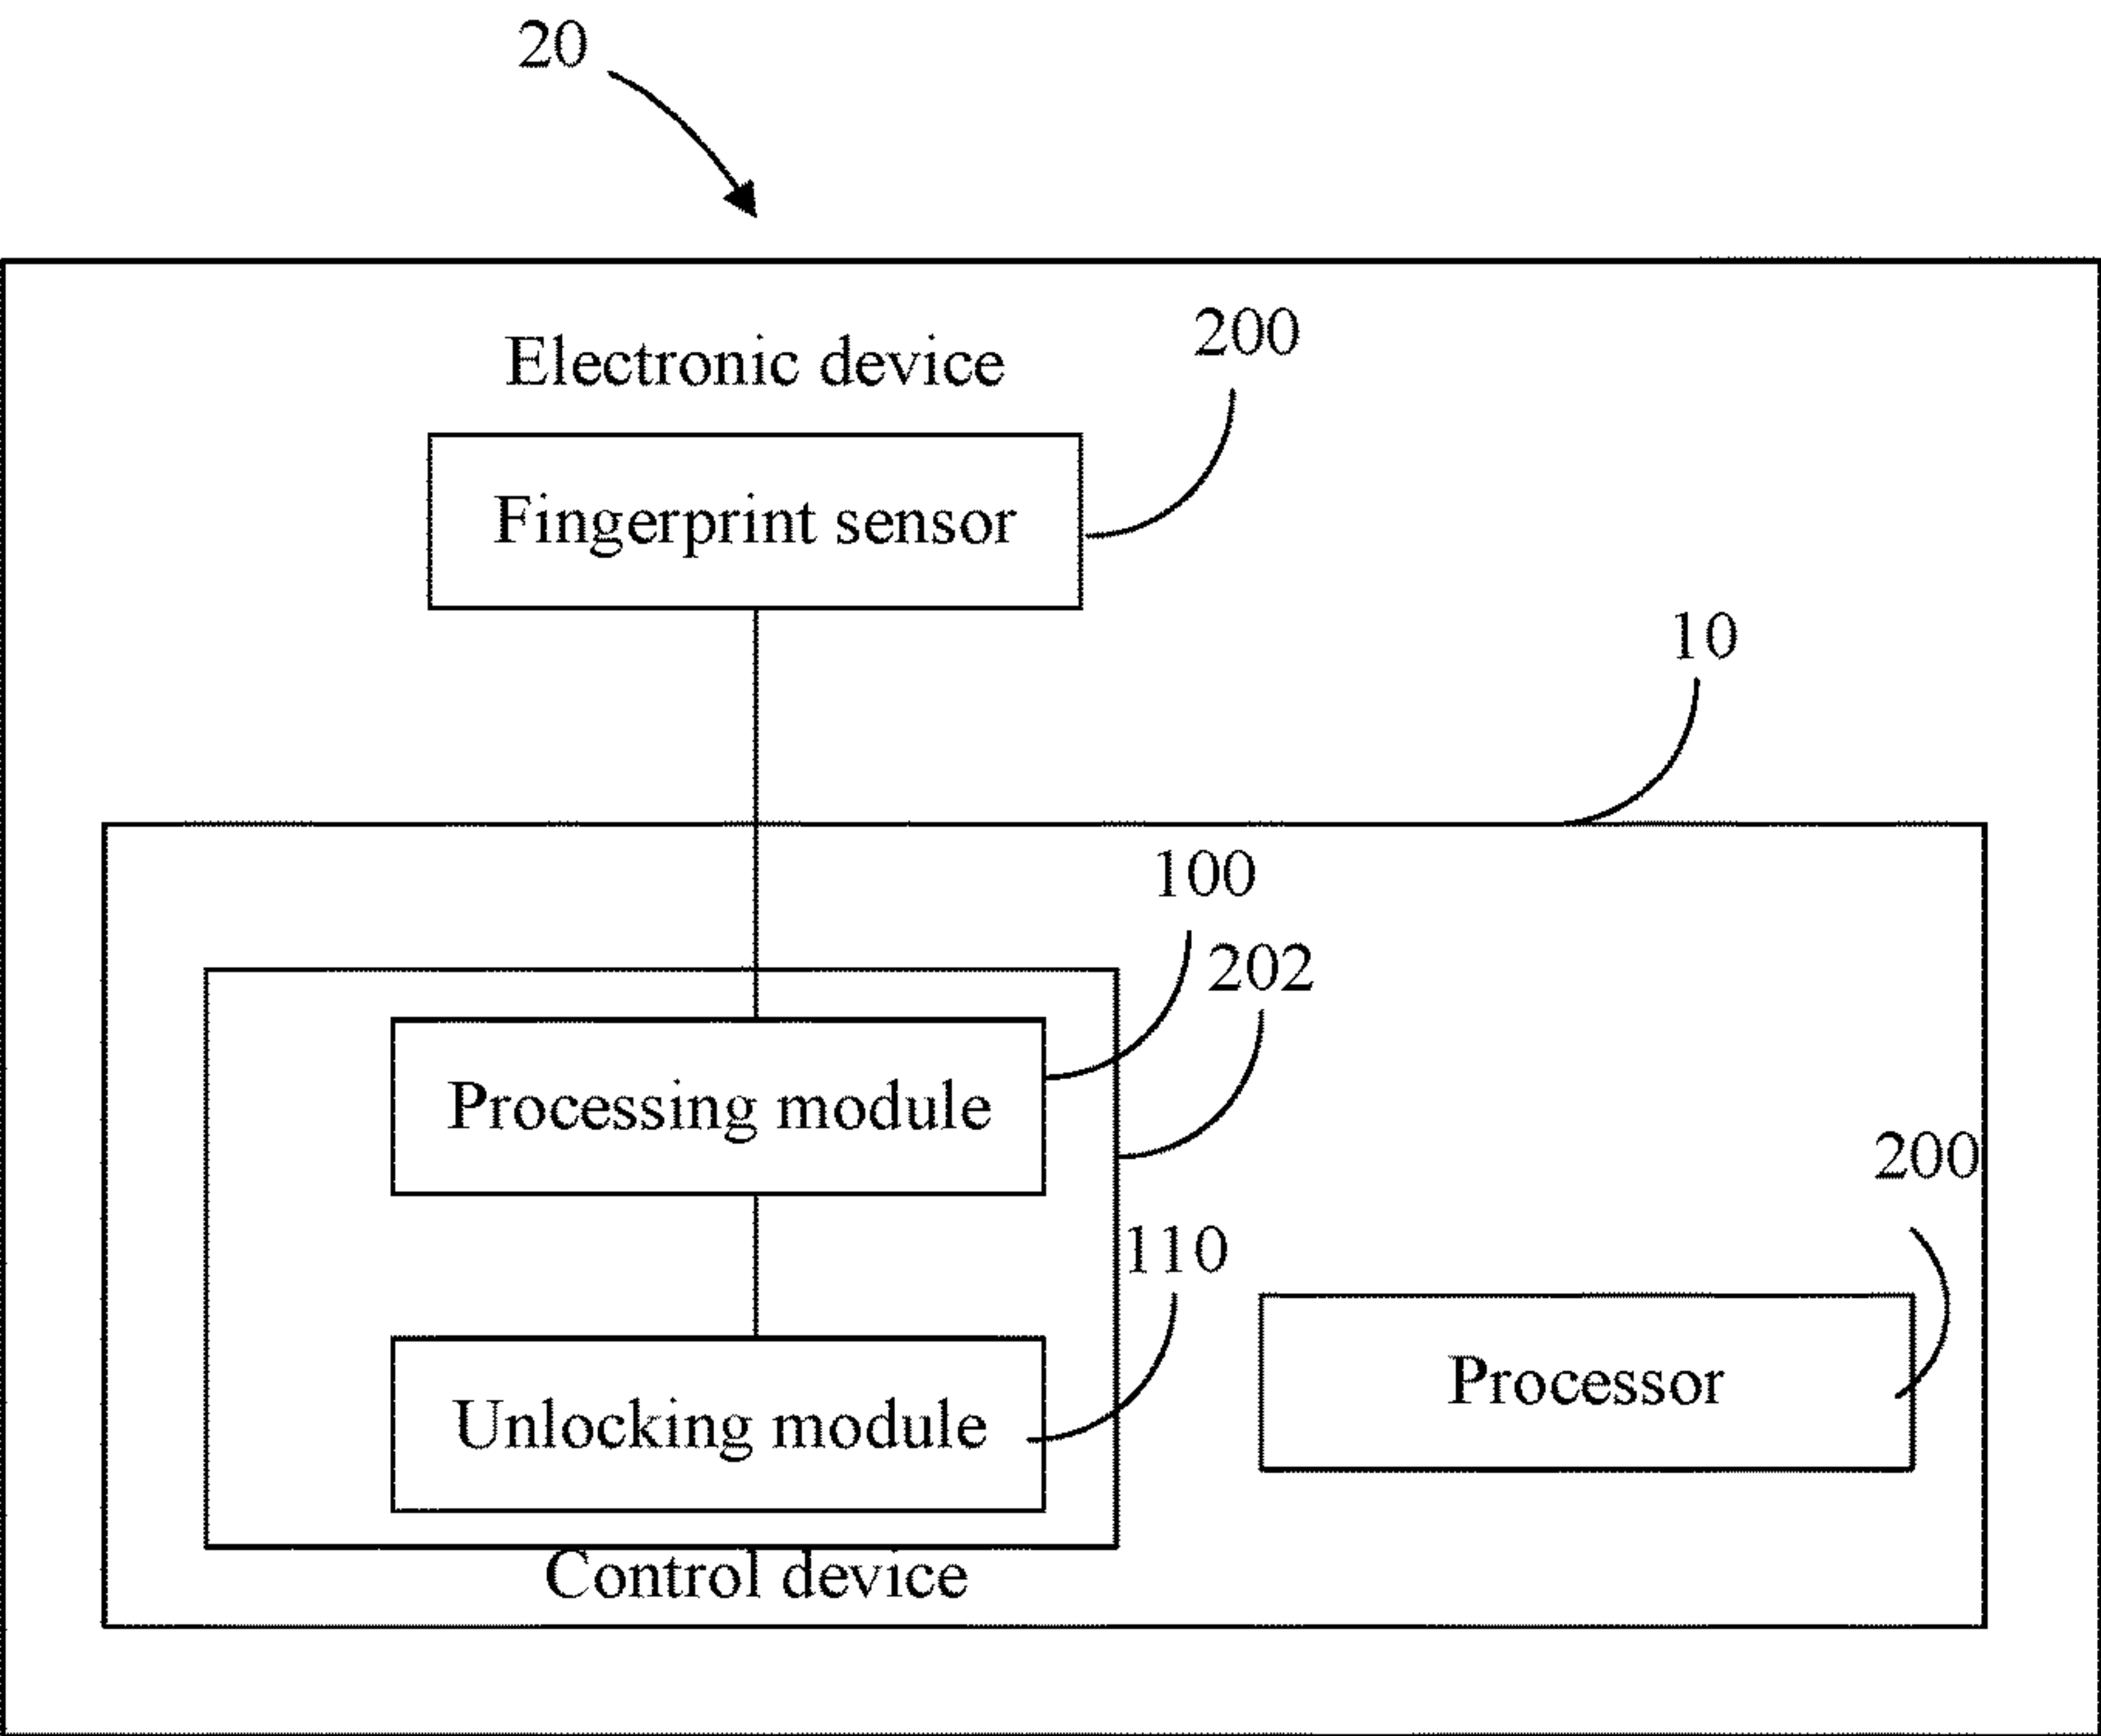 20
Electronic device
200
Fingerprint sensor
10
100
202
Processing module
200
110
Processor
Unlocking module
Control device